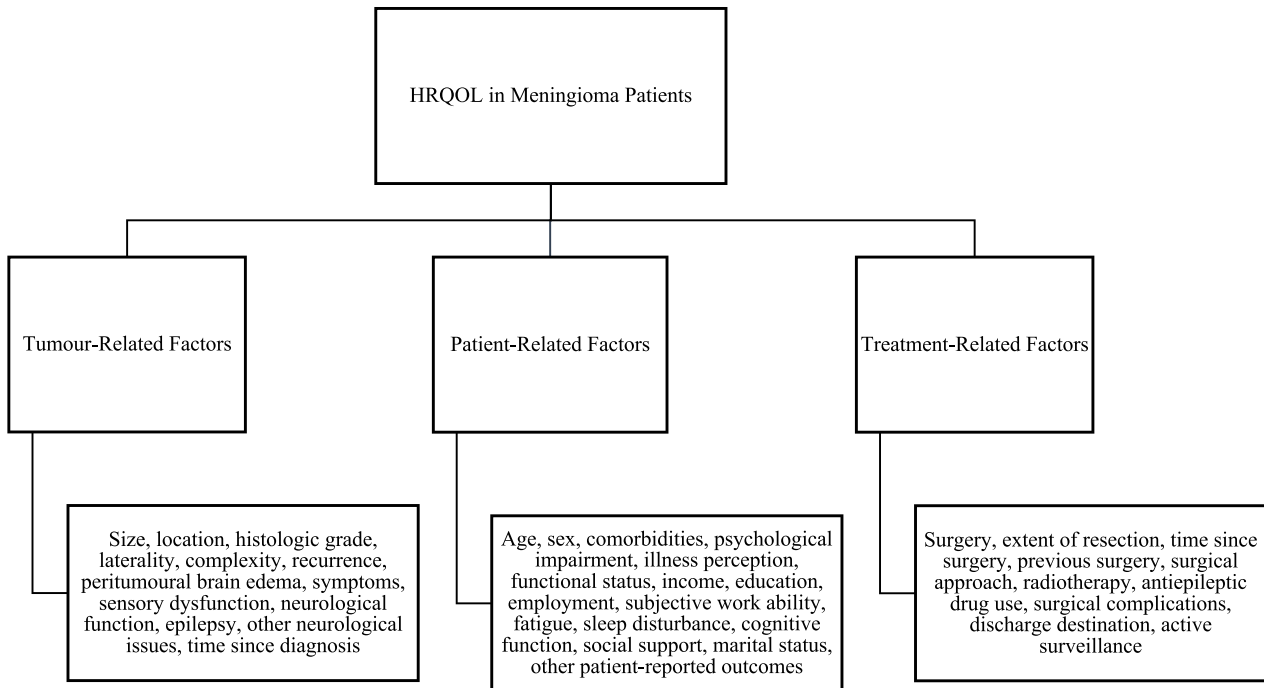 HRQOL in Meningioma Patients
Tumour-Related Factors
Patient-Related Factors
Treatment-Related Factors
Size, location, histologic grade,
laterality, complexity, recurrence,
peritumoural brain edema, symptoms,
sensory dysfunction, neurological
function, epilepsy, other neurological
issues, time since diagnosis
Age, sex, comorbidities, psychological
impairment, illness perception,
functional status, income, education,
employment, subjective work ability,
fatigue, sleep disturbance, cognitive
function, social support, marital status,
other patient-reported outcomes
Surgery, extent of resection, time since
surgery, previous surgery, surgical
approach, radiotherapy, antiepileptic
drug use, surgical complications,
discharge destination, active
surveillance